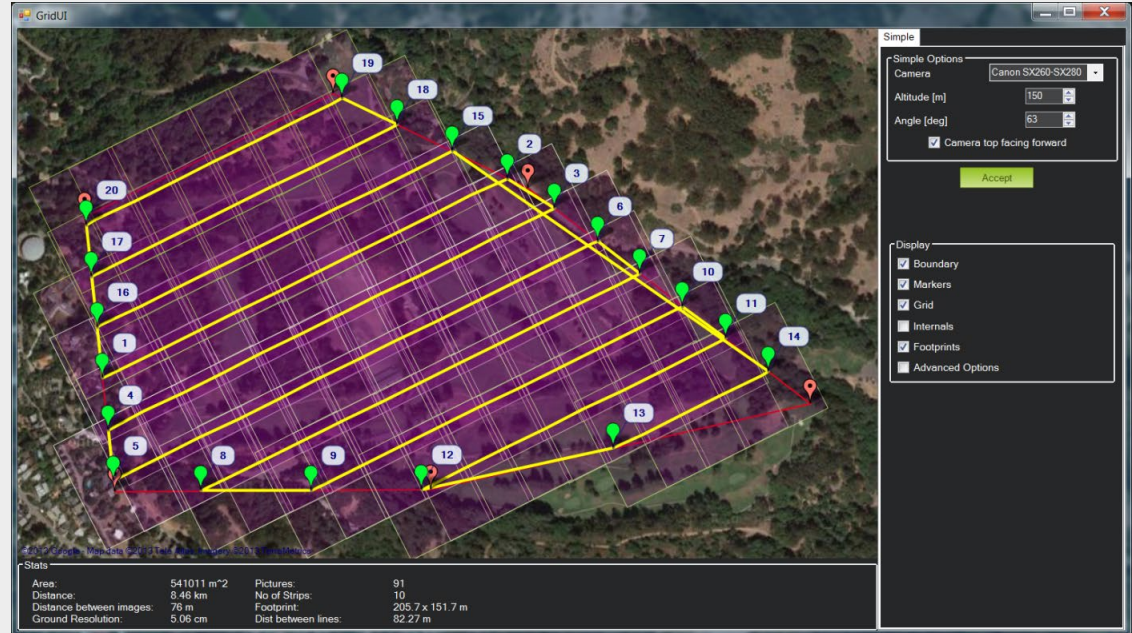 GridUI
19
18
15
2
3
20
6
17
7
16
10
11
1
14
4
13
5
8
9
12
Stats
Area: 541011 m^2 Pictures: 91
Distance: 8.46 km No of Strips: 10
Distance between images: 76 m Footprint: 205.7 x 151.7 m
Ground Resolution: 5.06 cm Dist between lines: 82.27 m
Simple
Simple Options
Camera Canon SX260-SX280
Altitude [m] 150
Angle [deg] 63
Camera top facing forward
Accept
Display
Boundary
Markers
Grid
Internals
Footprints
Advanced Options